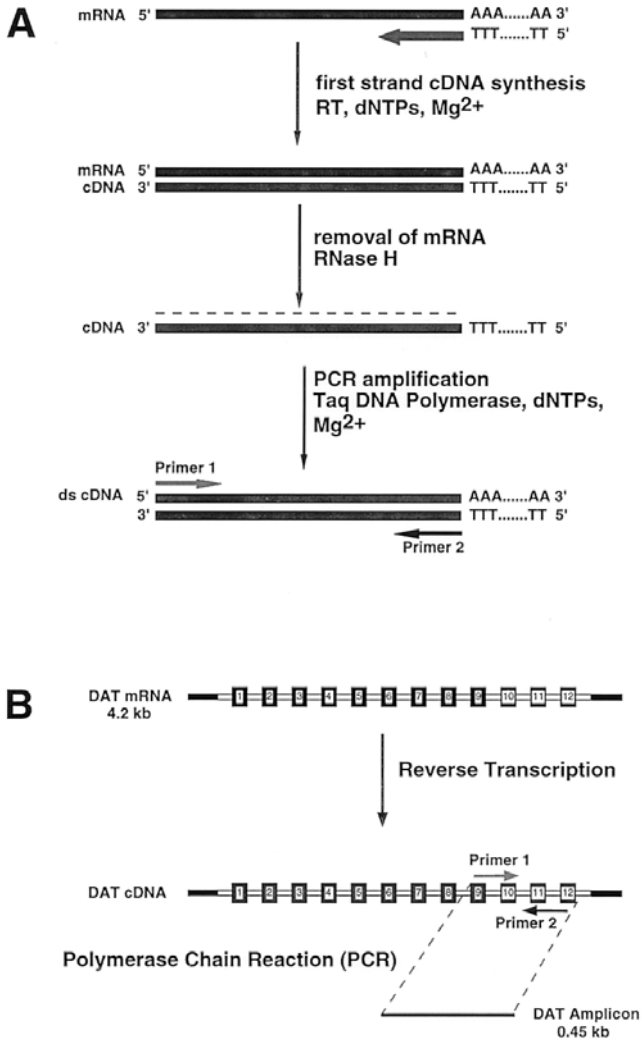 A
mRNA 5' AAA......AA 3'
TTT.......TT 5'
first strand cDNA synthesis
RT, dNTPs, Mg2+
mRNA 5' AAA......AA 3'
cDNA 3' TTT.......TT 5'
removal of mRNA
RNase H
cDNA 3' TTT.......TT 5'
PCR amplification
Taq DNA Polymerase, dNTPs,
Mg2+
Primer 1
ds cDNA 5' AAA......AA 3'
3' TTT.......TT 5'
Primer 2
B
DAT mRNA 1 2 3 4 5 6 7 8 9 10 11 12
4.2 kb
Reverse Transcription
Primer 1
DAT cDNA 1 2 3 4 5 6 7 8 9 10 11 12
Primer 2
Polymerase Chain Reaction (PCR)
DAT Amplicon
0.45 kb